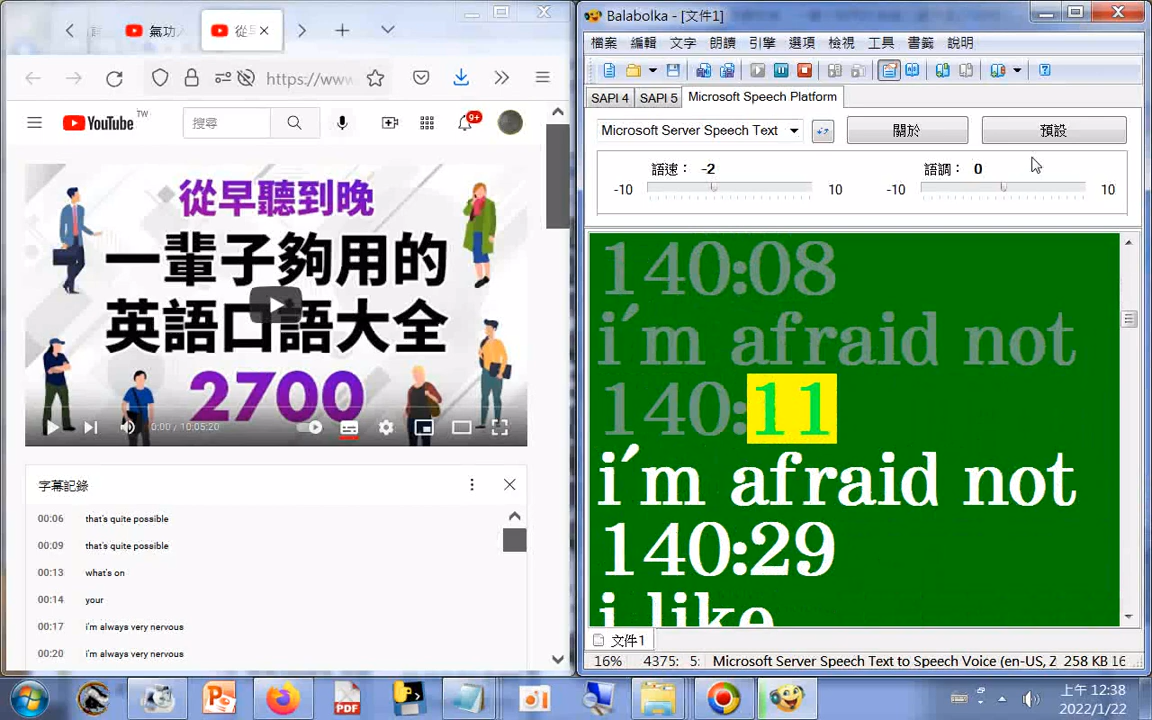 氣功
從
https://www
YouTube TW
搜尋
9+
從早聽到晚
一輩子夠用的
英語口語大全
2700
0:00 / 10:05:20
字幕記錄
00:06 that's quite possible
00:09 that's quite possible
00:13 what's on
00:14 your
00:17 i'm always very nervous
00:20 i'm always very nervous
Balabolka - [文件1]
檔案 編輯 文字 朗讀 引擎 選項 檢視 工具 書籤 說明
SAPI 4 SAPI 5 Microsoft Speech Platform
Microsoft Server Speech Text 關於 預設
語速： -2 語調： 0
-10 10 -10 10
140:08
i´m afraid not
140:11
i´m afraid not
140:29
i like
文件1
16% 4375: 5: Microsoft Server Speech Text to Speech Voice (en-US, Z 258 KB 16
PDF
上午 12:38
2022/1/22